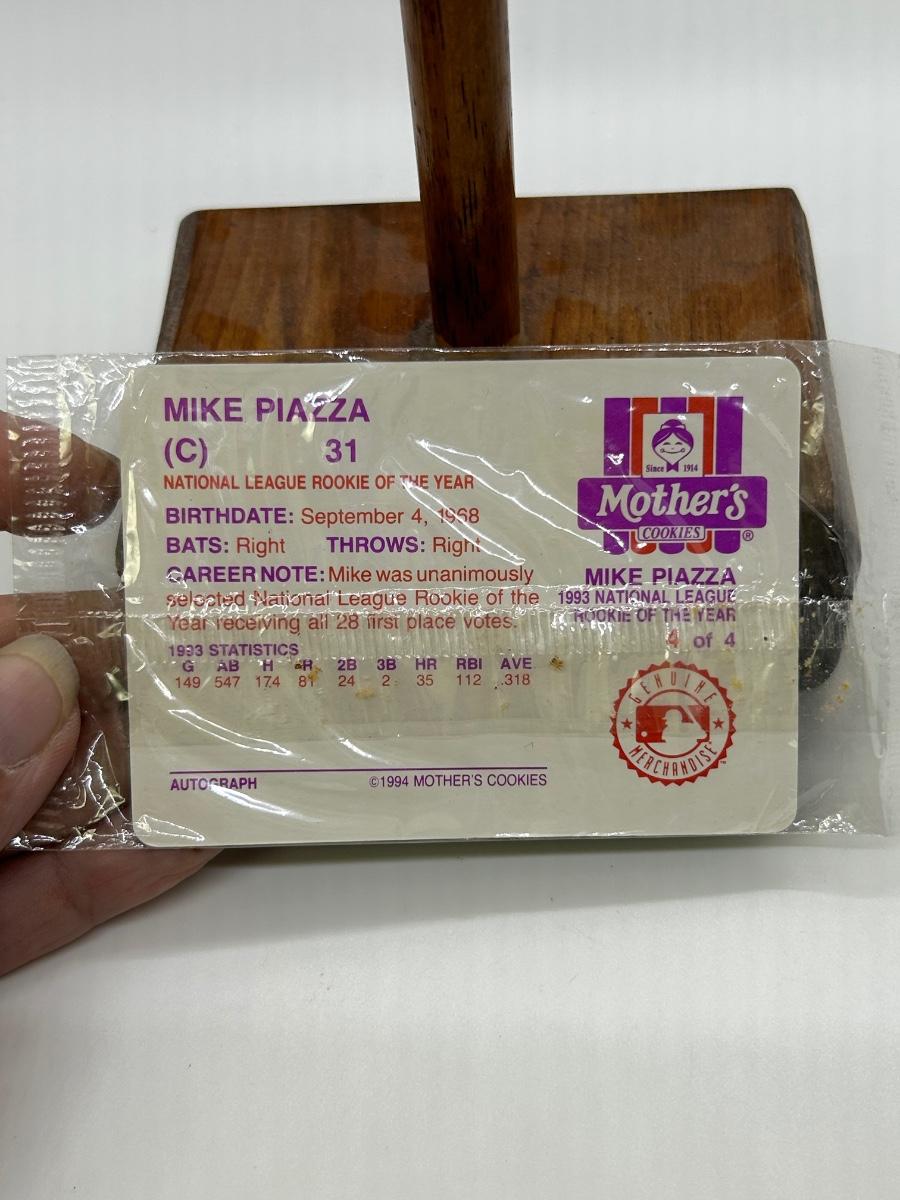 MIKE PIAZZA
(C) 31
NATIONAL LEAGUE ROOKIE OF THE YEAR
BIRTHDATE: September 4, 1968
BATS: Right THROWS: Right
CAREER NOTE: Mike was unanimously
selected National League Rookie of the
Year receiving all 28 first place votes.
1993 STATISTICS
G AB H R 2B 3B HR RBI AVE
149 547 174 81 24 2 35 112 .318
AUTOGRAPH ©1994 MOTHER'S COOKIES
Since 1914
Mother's
COOKIES ®
MIKE PIAZZA
1993 NATIONAL LEAGUE
ROOKIE OF THE YEAR
4 of 4
GENUINE
MERCHANDISE™